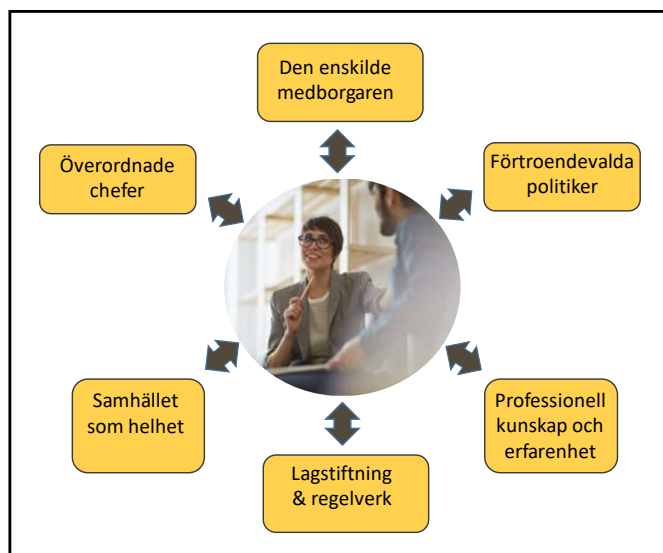 Den enskilde
medborgaren
Överordnade
chefer
Förtroendevalda
politiker
Samhället
som helhet
Professionell
kunskap och
erfarenhet
Lagstiftning
& regelverk